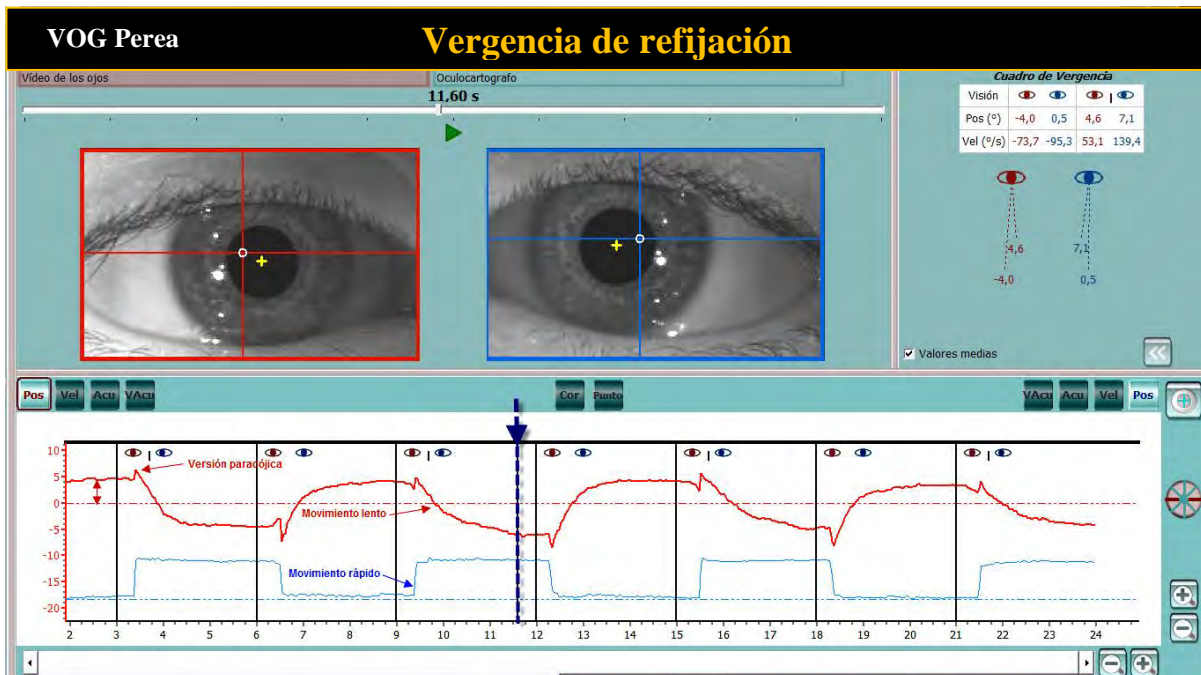 VOG Perea
Vergencia de refijación
Vídeo de los ojos
Oculocartografo
11,60 s
Cuadro de Vergencia
Visión |
Pos (º) -4,0 0,5 4,6 7,1
Vel (º/s) -73,7 -95,3 53,1 139,4
4,6 7,1
-4,0 0,5
Valores medias
Pos Vel Acu VAcu Cor Punto VAcu Acu Vel Pos
10
5
0
-5
-10
-15
-20
Versión paradójica
Movimiento lento
Movimiento rápido
2 3 4 5 6 7 8 9 10 11 12 13 14 15 16 17 18 19 20 21 22 23 24